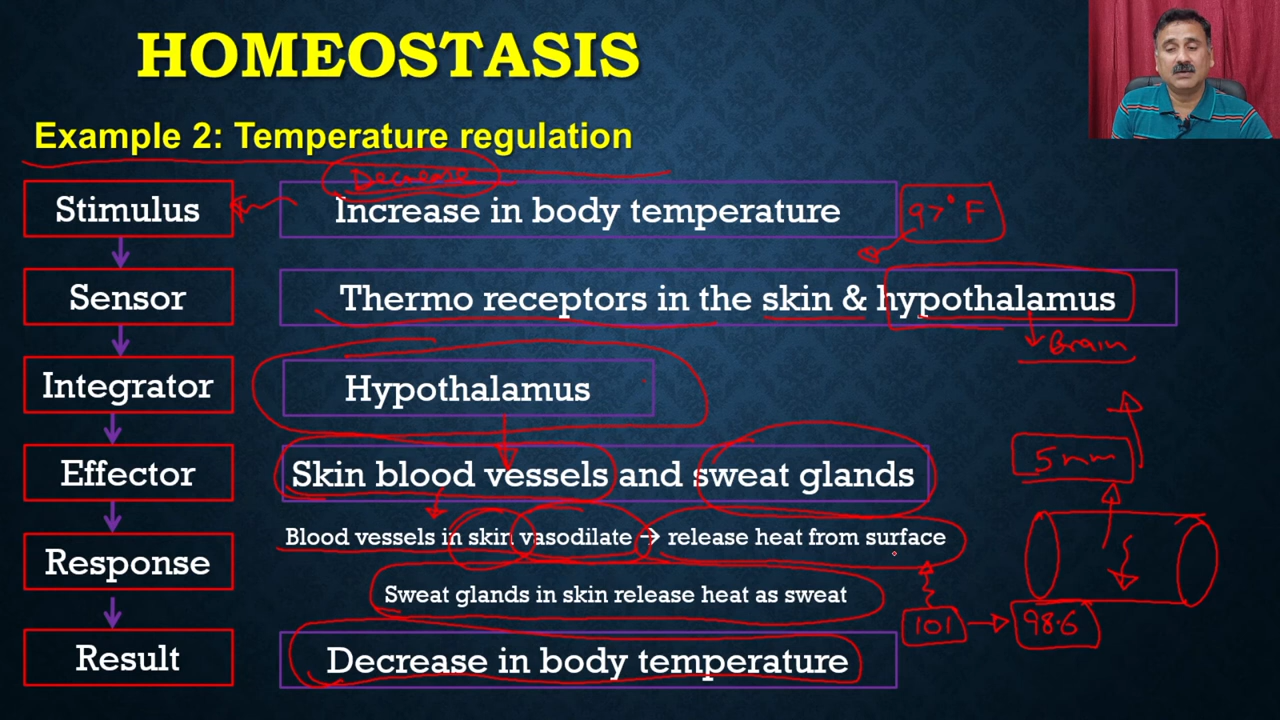 HOMEOSTASIS
Example 2: Temperature regulation
Decrease
Stimulus
Increase in body temperature
97° F
Sensor
Thermo receptors in the skin & hypothalamus
Brain
Integrator
Hypothalamus
Effector
Skin blood vessels and sweat glands
5 mm
Response
Blood vessels in skin vasodilate → release heat from surface
Sweat glands in skin release heat as sweat
101 → 98.6
Result
Decrease in body temperature